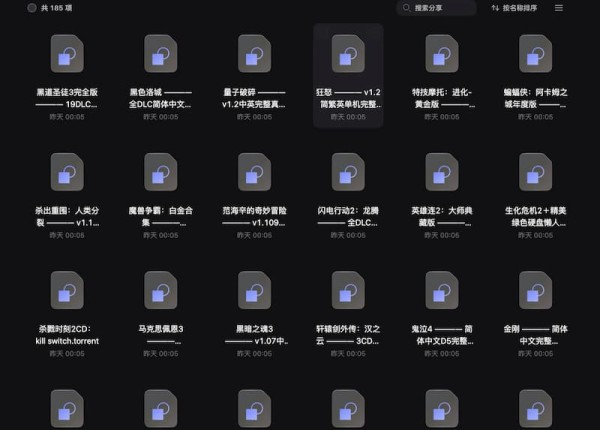 共 185 项
搜索分享
按名称排序
黑道圣徒3完全版
———— 19DLC...
昨天 00:05
黑色洛城 ————
全DLC简体中文...
昨天 00:05
量子破碎 ————
v1.2中英完整真...
昨天 00:05
狂怒 ———— v1.2
简繁英单机完整...
昨天 00:05
特技摩托：进化-
黄金版 ————...
昨天 00:05
蝙蝠侠：阿卡姆之
城年度版 ————...
昨天 00:05
杀出重围：人类分
裂 ———— v1.1...
昨天 00:05
魔兽争霸：白金合
集 ————...
昨天 00:05
范海辛的奇妙冒险
———— v1.109...
昨天 00:05
闪电行动2：龙腾
———— 全DLC...
昨天 00:05
英雄连2：大师典
藏版 ————...
昨天 00:05
生化危机2＋精美
绿色硬盘懒人...
昨天 00:05
杀戮时刻2CD：
kill switch.torrent
昨天 00:05
马克思佩恩3
————...
昨天 00:05
黑暗之魂3
———— v1.07中...
昨天 00:05
轩辕剑外传：汉之
云 ———— 3CD...
昨天 00:05
鬼泣4 ———— 简
体中文D5完整...
昨天 00:05
金刚 ———— 简体
中文完整...
昨天 00:05